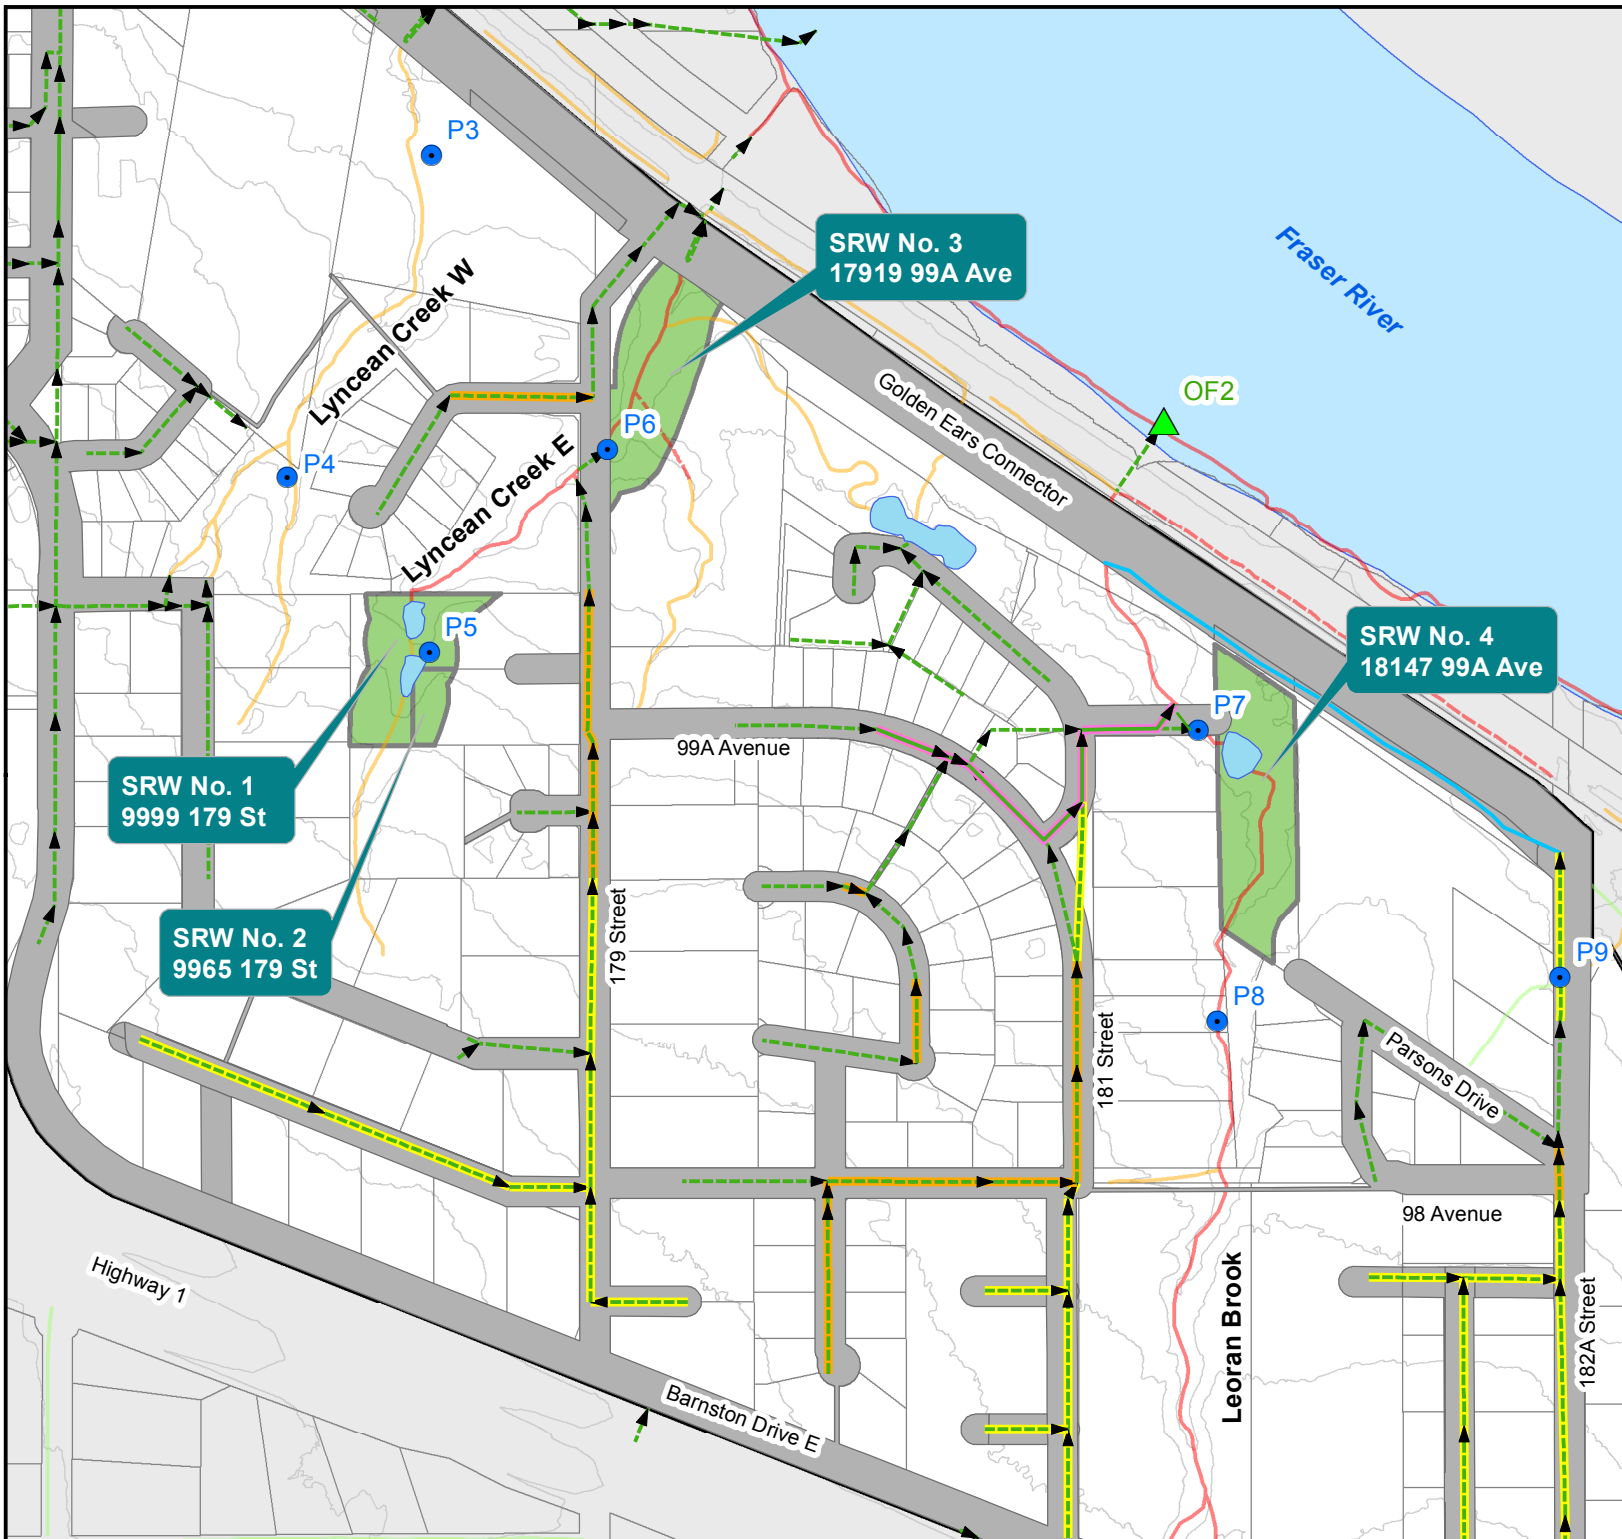 P3
SRW No. 3
17919 99A Ave
Fraser River
Lyncean Creek W
Golden Ears Connector
OF2
P6
P4
Lyncean Creek E
P5
SRW No. 4
18147 99A Ave
P7
99A Avenue
SRW No. 1
9999 179 St
179 Street
SRW No. 2
9965 179 St
P9
P8
181 Street
Parsons Drive
98 Avenue
Highway 1
Leoran Brook
182A Street
Barnston Drive E